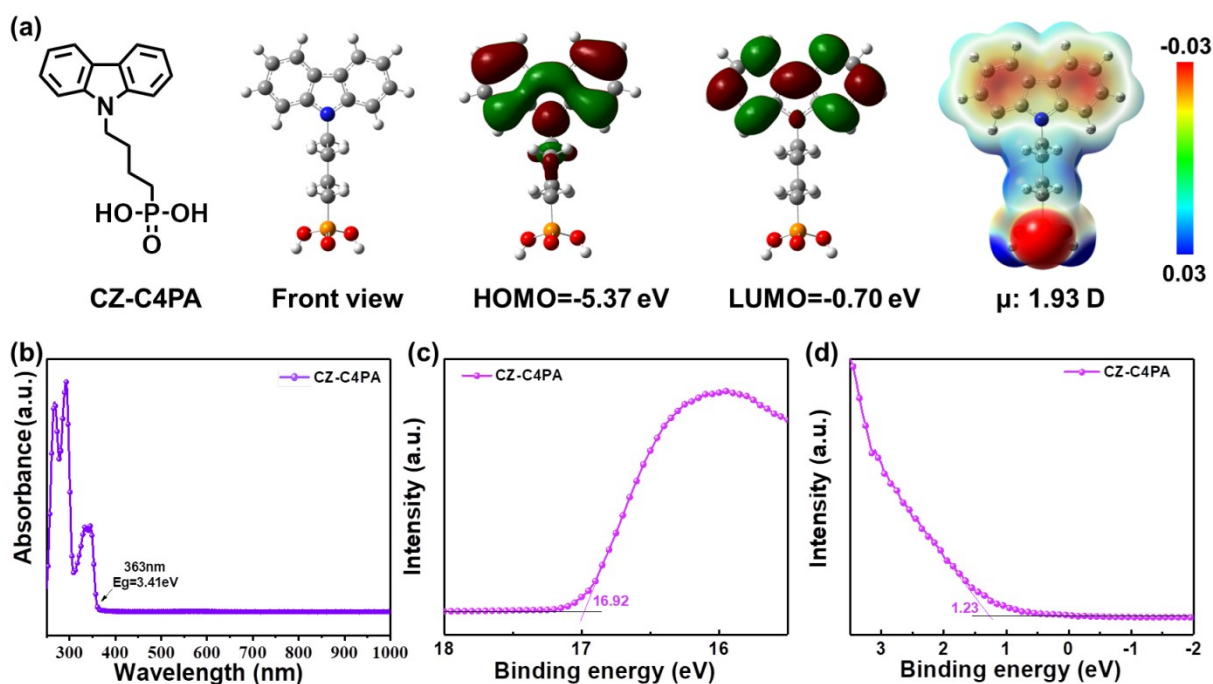 (a)
N
HO-P-OH
O
-0.03
0.03
CZ-C4PA
Front view
HOMO=-5.37 eV
LUMO=-0.70 eV
μ: 1.93 D
(b)
CZ-C4PA
363nm
Eg=3.41eV
Absorbance (a.u.)
300 400 500 600 700 800 900 1000
Wavelength (nm)
(c)
CZ-C4PA
16.92
Intensity (a.u.)
18 17 16
Binding energy (eV)
(d)
CZ-C4PA
1.23
Intensity (a.u.)
3 2 1 0 -1 -2
Binding energy (eV)